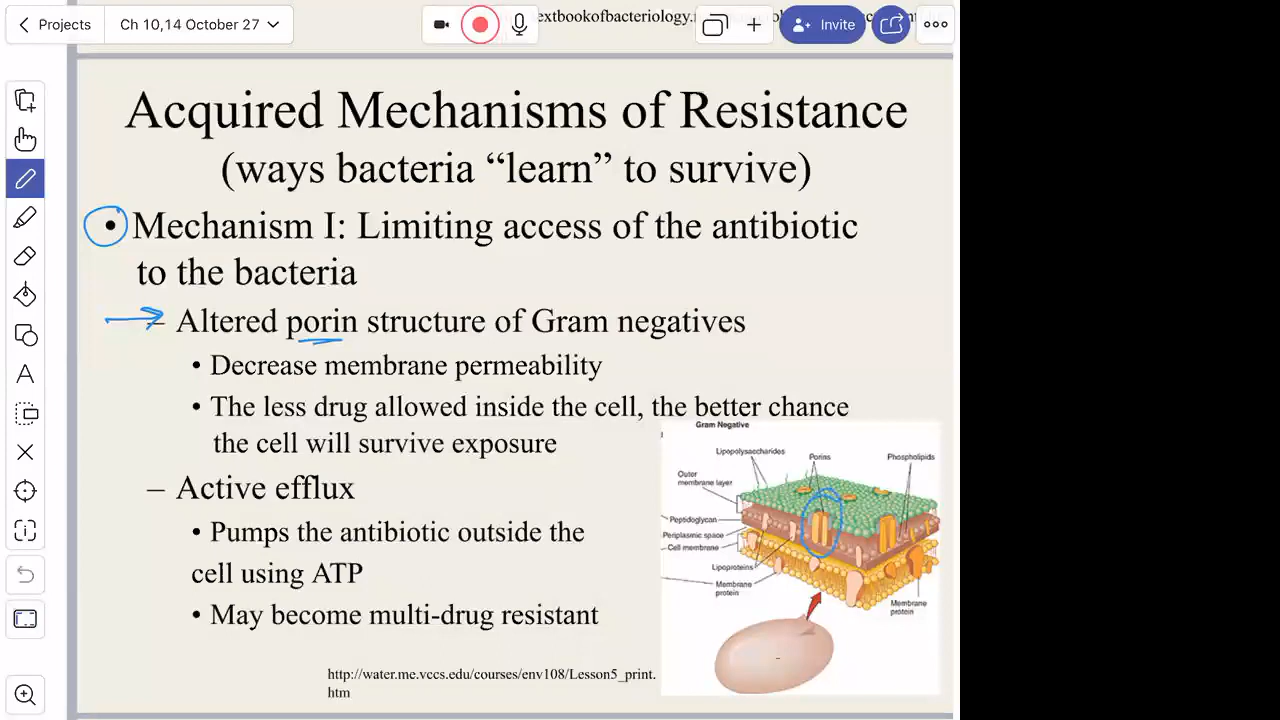 Projects
Ch 10,14 October 27
Invite
Acquired Mechanisms of Resistance
(ways bacteria “learn” to survive)
• Mechanism I: Limiting access of the antibiotic
to the bacteria
– Altered porin structure of Gram negatives
• Decrease membrane permeability
• The less drug allowed inside the cell, the better chance
the cell will survive exposure
– Active efflux
• Pumps the antibiotic outside the
cell using ATP
• May become multi-drug resistant
http://water.me.vccs.edu/courses/env108/Lesson5_print.
htm
Gram Negative
Lipopolysaccharides
Porins
Phospholipids
Outer
membrane layer
Peptidoglycan
Periplasmic space
Cell membrane
Lipoproteins
Membrane
protein
Membrane
protein
A